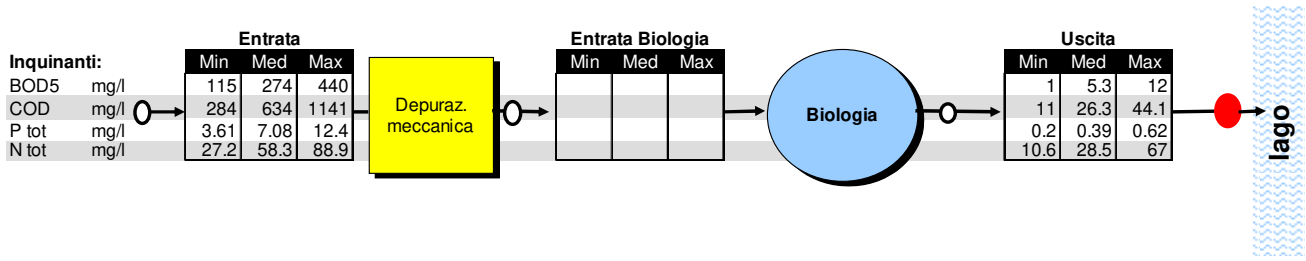 Entrata Entrata Biologia Uscita
Inquinanti: Min Med Max Min Med Max Min Med Max
BOD5 mg/l 115 274 440 1 5.3 12
COD mg/l 284 634 1141 11 26.3 44.1
P tot mg/l 3.61 7.08 12.4 0.2 0.39 0.62
N tot mg/l 27.2 58.3 88.9 10.6 28.5 67
Depuraz.
meccanica
Biologia
lago